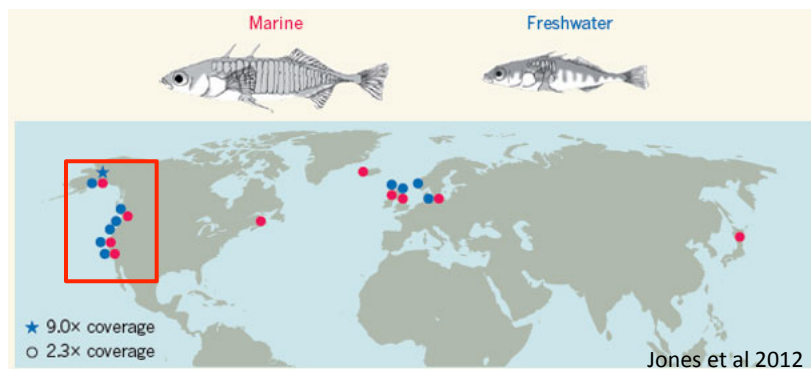 Marine
Freshwater
★ 9.0× coverage
○ 2.3× coverage
Jones et al 2012